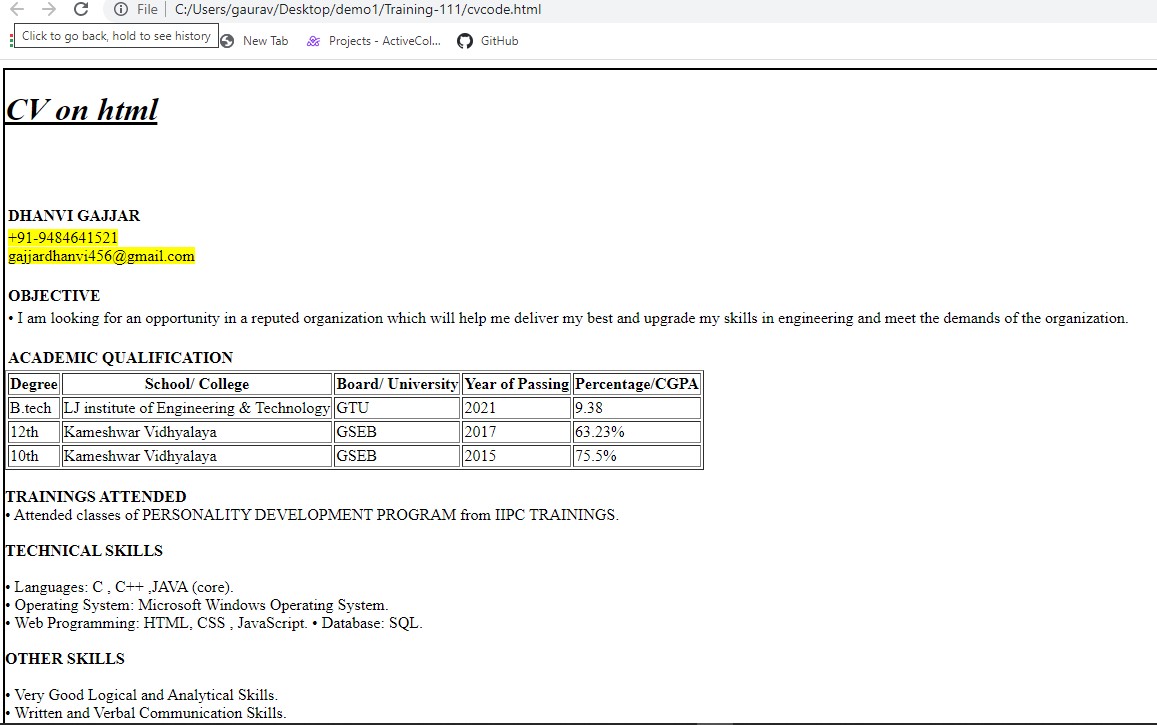 File C:/Users/gaurav/Desktop/demo1/Training-111/cvcode.html
Click to go back, hold to see history New Tab Projects - ActiveCol... GitHub
CV on html
DHANVI GAJJAR
+91-9484641521
gajjardhanvi456@gmail.com
OBJECTIVE
• I am looking for an opportunity in a reputed organization which will help me deliver my best and upgrade my skills in engineering and meet the demands of the organization.
ACADEMIC QUALIFICATION
Degree School/ College Board/ University Year of Passing Percentage/CGPA
B.tech LJ institute of Engineering & Technology GTU 2021 9.38
12th Kameshwar Vidhyalaya GSEB 2017 63.23%
10th Kameshwar Vidhyalaya GSEB 2015 75.5%
TRAININGS ATTENDED
• Attended classes of PERSONALITY DEVELOPMENT PROGRAM from IIPC TRAININGS.
TECHNICAL SKILLS
• Languages: C , C++ ,JAVA (core).
• Operating System: Microsoft Windows Operating System.
• Web Programming: HTML, CSS , JavaScript. • Database: SQL.
OTHER SKILLS
• Very Good Logical and Analytical Skills.
• Written and Verbal Communication Skills.